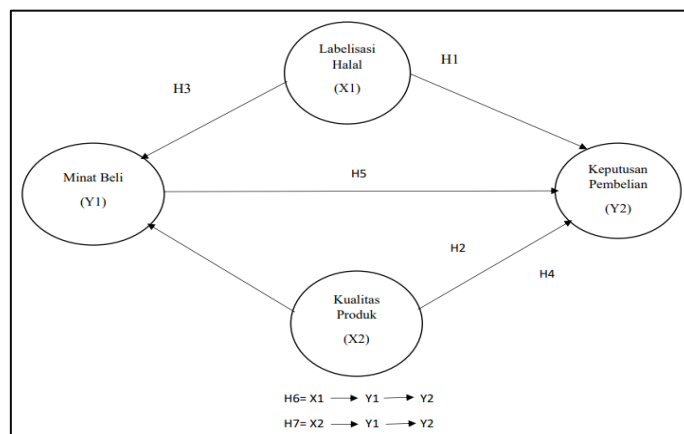 Labelisasi
Halal
(X1)
H1
H3
Minat Beli
(Y1)
H5
Keputusan
Pembelian
(Y2)
H2
H4
Kualitas
Produk
(X2)
H6= X1 → Y1 → Y2
H7= X2 → Y1 → Y2